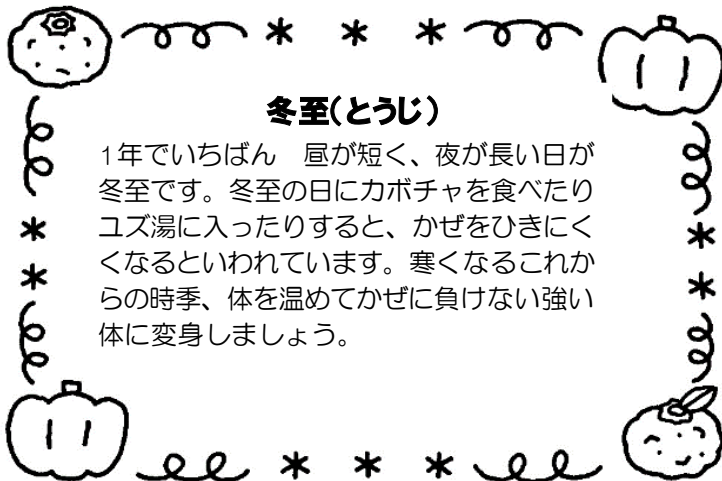 冬至(とうじ)
1年でいちばん　昼が短く、夜が長い日が
冬至です。冬至の日にカボチャを食べたり
ユズ湯に入ったりすると、かぜをひきにく
くなるといわれています。寒くなるこれか
らの時季、体を温めてかぜに負けない強い
体に変身しましょう。